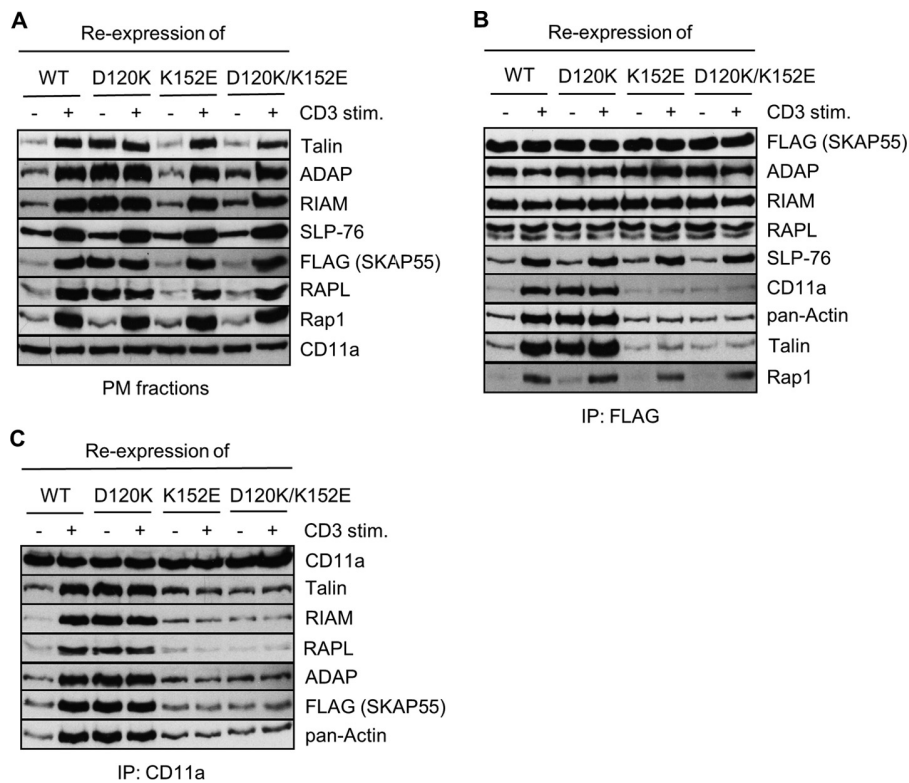 A
Re-expression of
WT D120K K152E D120K/K152E
- + - + - + - + CD3 stim.
Talin
ADAP
RIAM
SLP-76
FLAG (SKAP55)
RAPL
Rap1
CD11a
PM fractions
B
Re-expression of
WT D120K K152E D120K/K152E
- + - + - + - + CD3 stim.
FLAG (SKAP55)
ADAP
RIAM
RAPL
SLP-76
CD11a
pan-Actin
Talin
Rap1
IP: FLAG
C
Re-expression of
WT D120K K152E D120K/K152E
- + - + - + - + CD3 stim.
CD11a
Talin
RIAM
RAPL
ADAP
FLAG (SKAP55)
pan-Actin
IP: CD11a